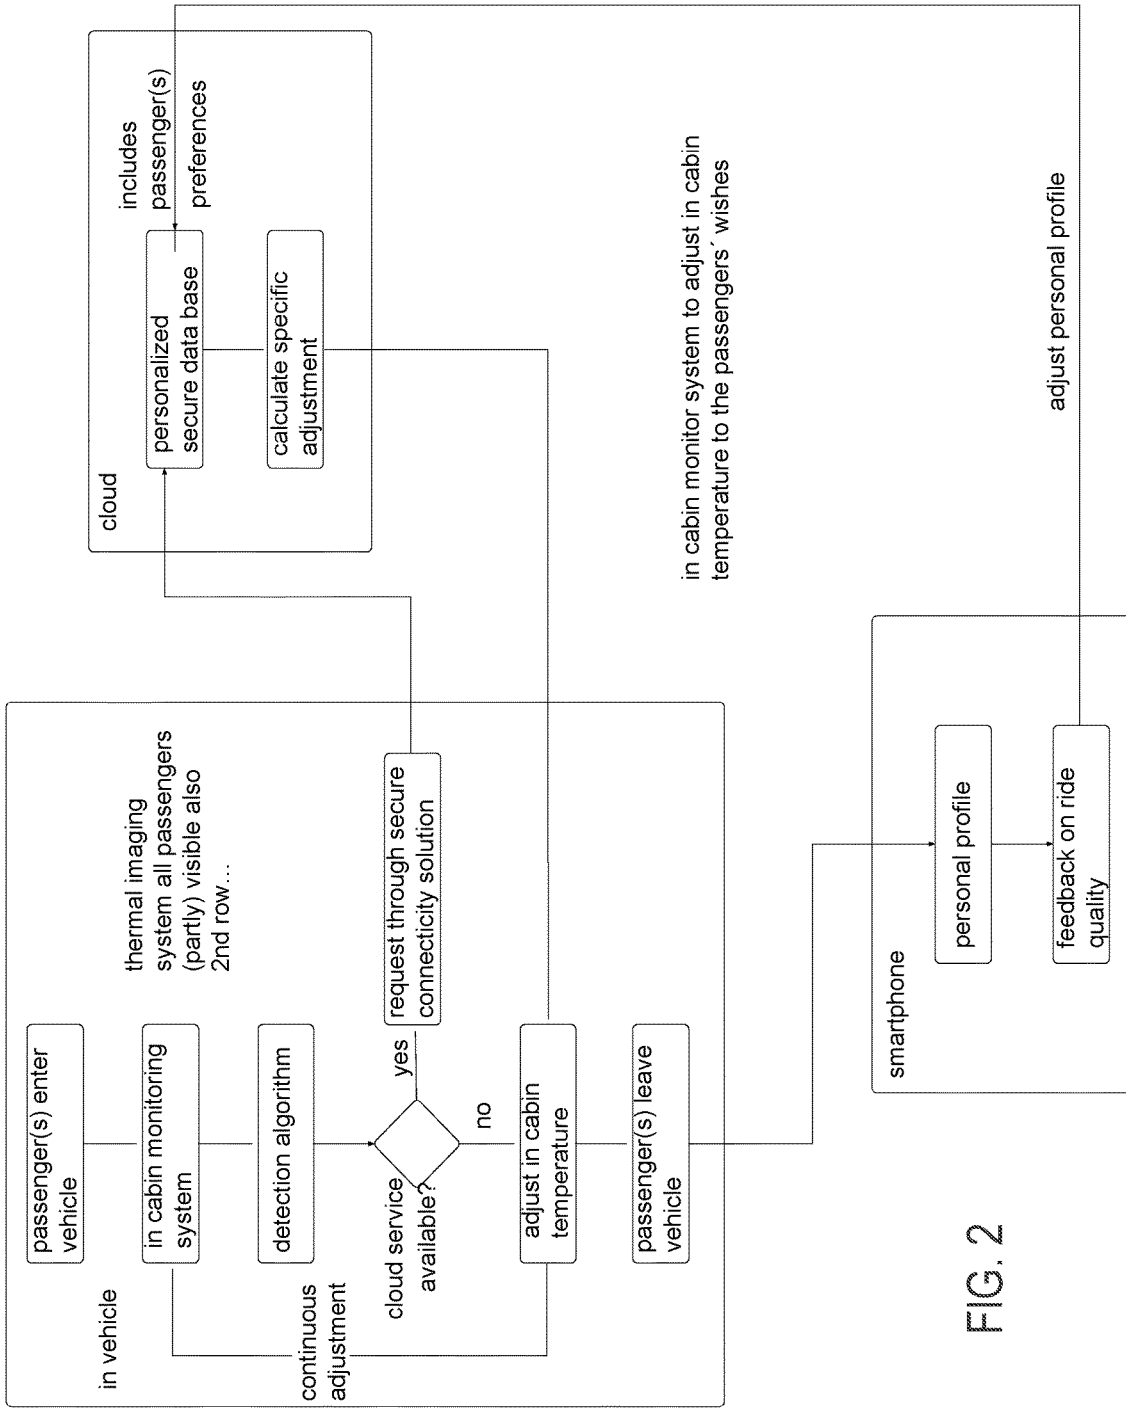 in vehicle
passenger(s) enter
vehicle
in cabin monitoring
system
thermal imaging
system all passengers
(partly) visible also
2nd row…
detection algorithm
continuous
adjustment
cloud service
available?
yes
no
request through secure
connecticity solution
adjust in cabin
temperature
passenger(s) leave
vehicle
cloud
personalized
secure data base
includes
passenger(s)
preferences
calculate specific
adjustment
in cabin monitor system to adjust in cabin
temperature to the passengers´ wishes
smartphone
personal profile
feedback on ride
quality
adjust personal profile
FIG. 2